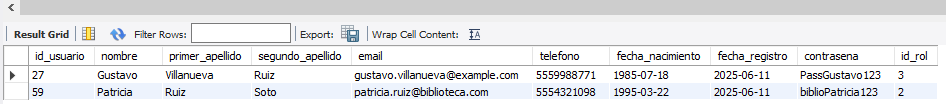 Result Grid Filter Rows: Export: Wrap Cell Content: IA
id_usuario nombre primer_apellido segundo_apellido email telefono fecha_nacimiento fecha_registro contrasena id_rol
27 Gustavo Villanueva Ruiz gustavo.villanueva@example.com 5559988771 1985-07-18 2025-06-11 PassGustavo123 3
59 Patricia Ruiz Soto patricia.ruiz@biblioteca.com 5554321098 1995-03-22 2025-06-11 biblioPatricia123 2